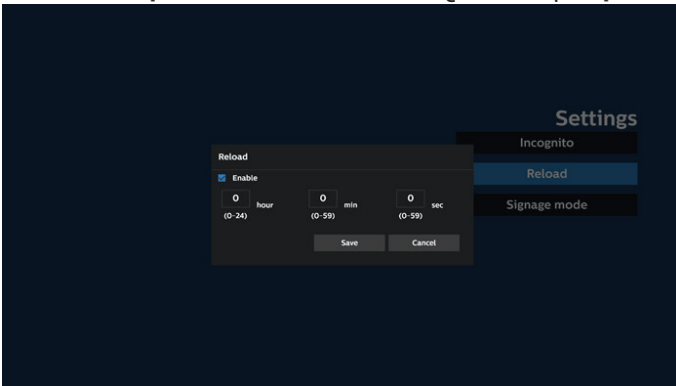 Settings
Incognito
Reload
Signage mode
Reload
Enable
0 hour 0 min 0 sec
(0-24) (0-59) (0-59)
Save Cancel